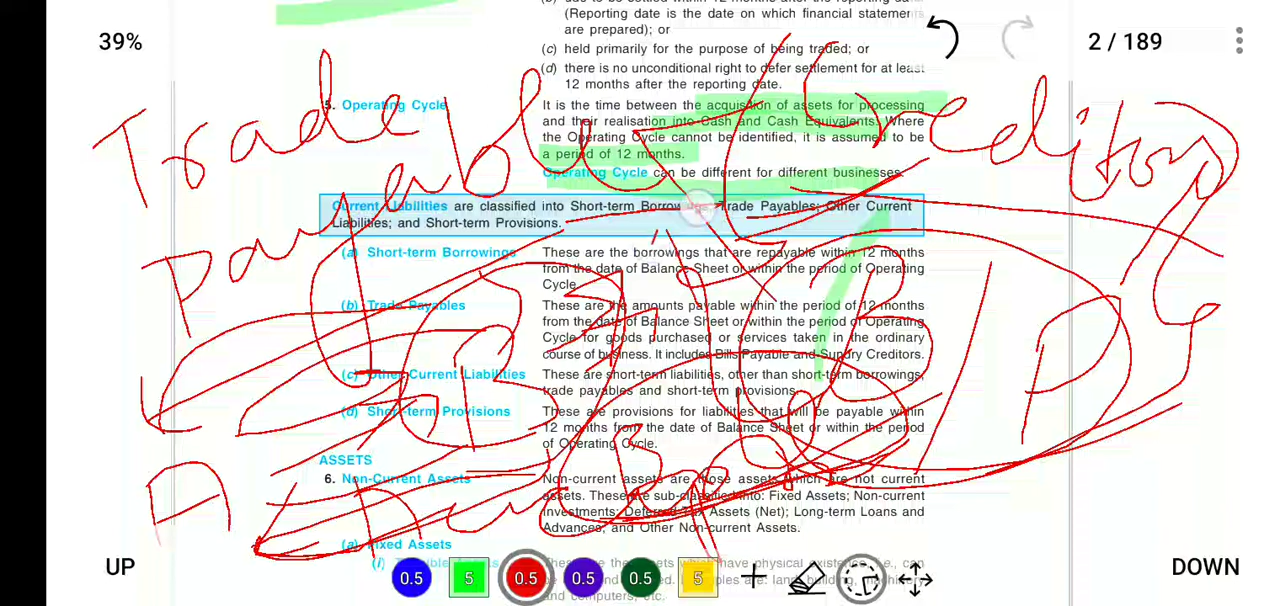 (Reporting date is the date on which financial statements
are prepared); or
39%
2 / 189
(c) held primarily for the purpose of being traded; or
(d) there is no unconditional right to defer settlement for at least
12 months after the reporting date.
5. Operating Cycle It is the time between the acquisition of assets for processing
and their realisation into Cash and Cash Equivalents. Where
the Operating Cycle cannot be identified, it is assumed to be
a period of 12 months.
Operating Cycle can be different for different businesses.
Trade
Payable
Creditors
B/P
Current Liabilities are classified into Short-term Trade Payables; Other Current
Liabilities; and Short-term Provisions.
(a) Short-term Borrowings These are the borrowings that are repayable within 12 months
from the date of Balance Sheet or within the period of Operating
Cycle.
(b) Trade Payables These are the amounts payable within the period of 12 months
from the date of Balance Sheet or within the period of Operating
Cycle for goods purchased or services taken in the ordinary
course of business. It includes Bills Payable and Sundry Creditors.
(c) Other Current Liabilities These are short-term liabilities, other than short-term borrowings,
trade payables and short-term provisions.
(d) Short-term Provisions These are provisions for liabilities that will be payable within
12 months from the date of Balance Sheet or within the period
of Operating Cycle.
ASSETS
6. Non-Current Assets Non-current assets are those assets which are not current
assets. These are sub-classified into: Fixed Assets; Non-current
Investments; Deferred Tax Assets (Net); Long-term Loans and
Advances; and Other Non-current Assets.
(a) Fixed Assets
UP
DOWN
0.5
5
0.5
0.5
0.5
5
and computers, etc.